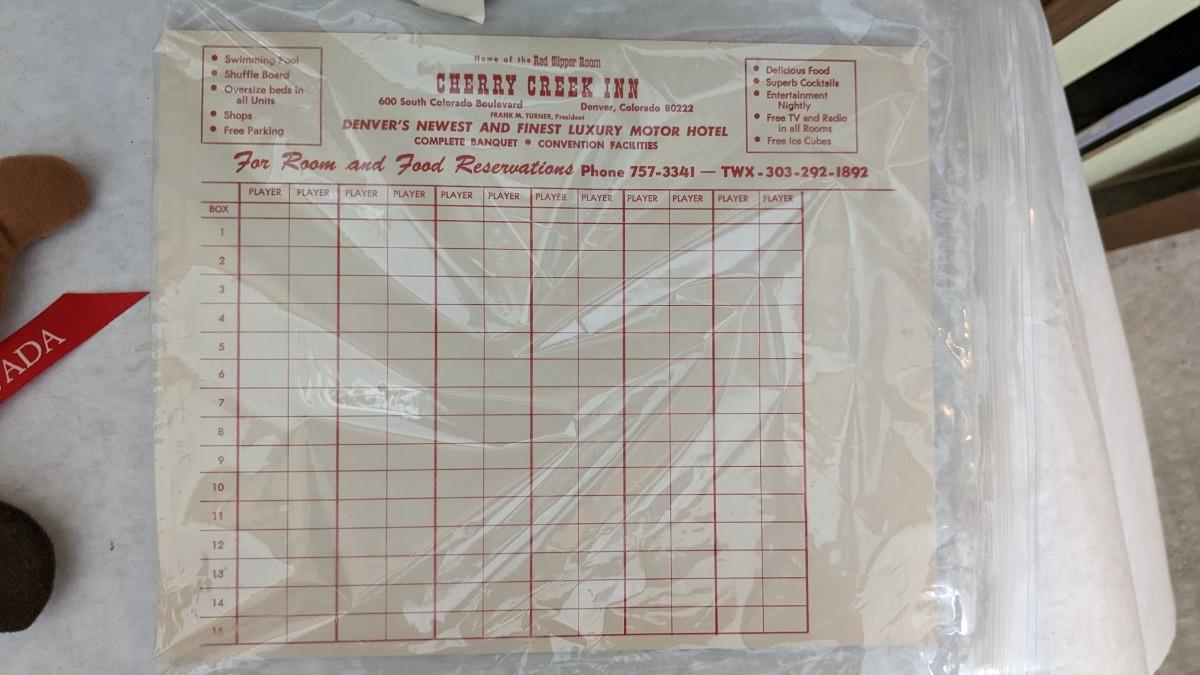 • Swimming Pool
• Shuffle Board
• Oversize beds in
all Units
• Shops
• Free Parking
Home of the Red Slipper Room
CHERRY CREEK INN
600 South Colorado Boulevard Denver, Colorado 80222
FRANK M. TURNER, President
DENVER'S NEWEST AND FINEST LUXURY MOTOR HOTEL
COMPLETE BANQUET • CONVENTION FACILITIES
• Delicious Food
• Superb Cocktails
• Entertainment
Nightly
• Free TV and Radio
in all Rooms
• Free Ice Cubes
For Room and Food Reservations Phone 757-3341 — TWX-303-292-1892
PLAYER PLAYER PLAYER PLAYER PLAYER PLAYER PLAYER PLAYER PLAYER PLAYER PLAYER PLAYER
BOX
1
2
3
4
5
6
7
8
9
10
11
12
13
14
15
ADA